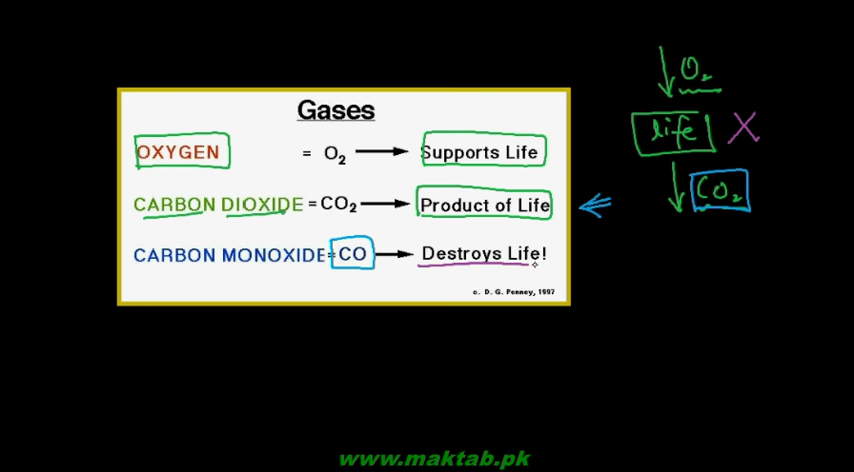 Gases
OXYGEN = O₂ → Supports Life
CARBON DIOXIDE = CO₂ → Product of Life
CARBON MONOXIDE = CO → Destroys Life!
c. D. G. Penney, 1997
O₂
life X
CO₂
www.maktab.pk